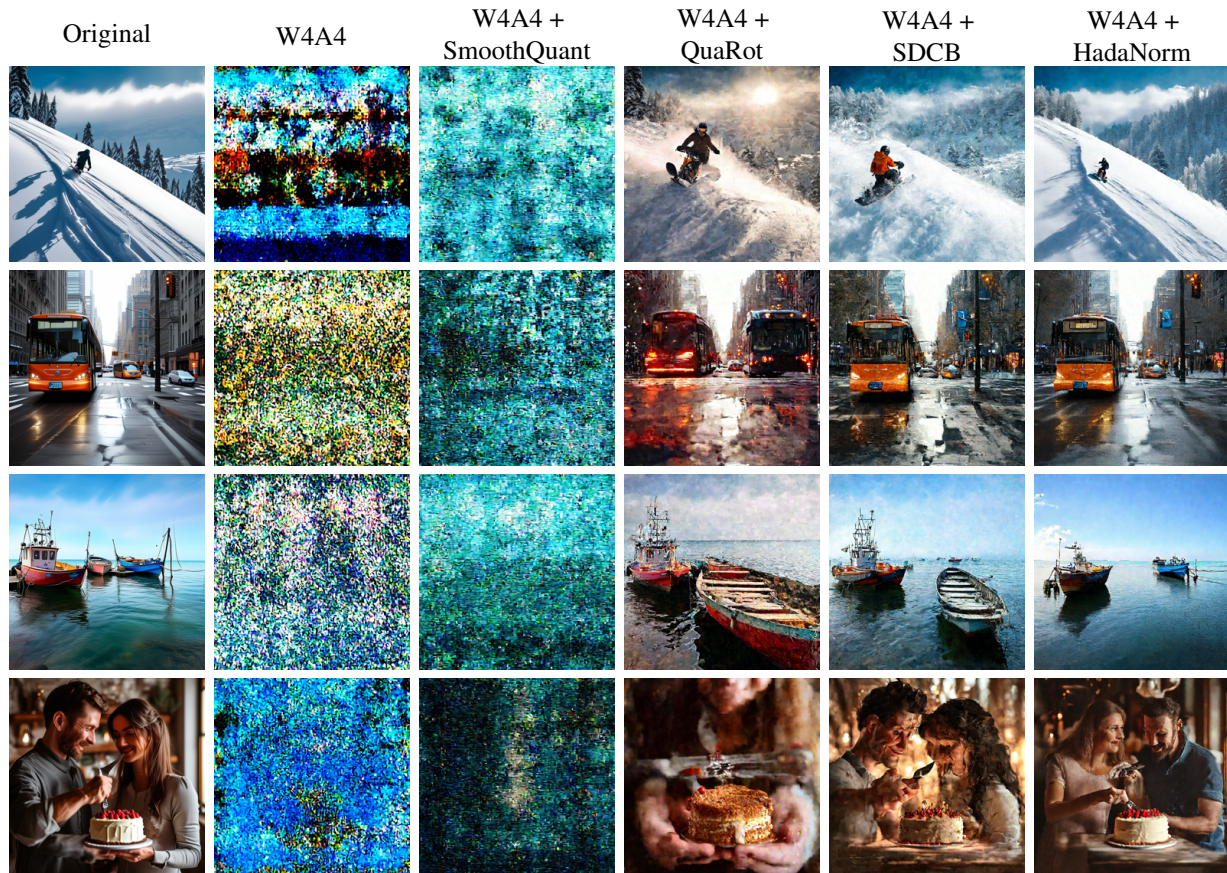 Original
W4A4
W4A4 +
SmoothQuant
W4A4 +
QuaRot
W4A4 +
SDCB
W4A4 +
HadaNorm